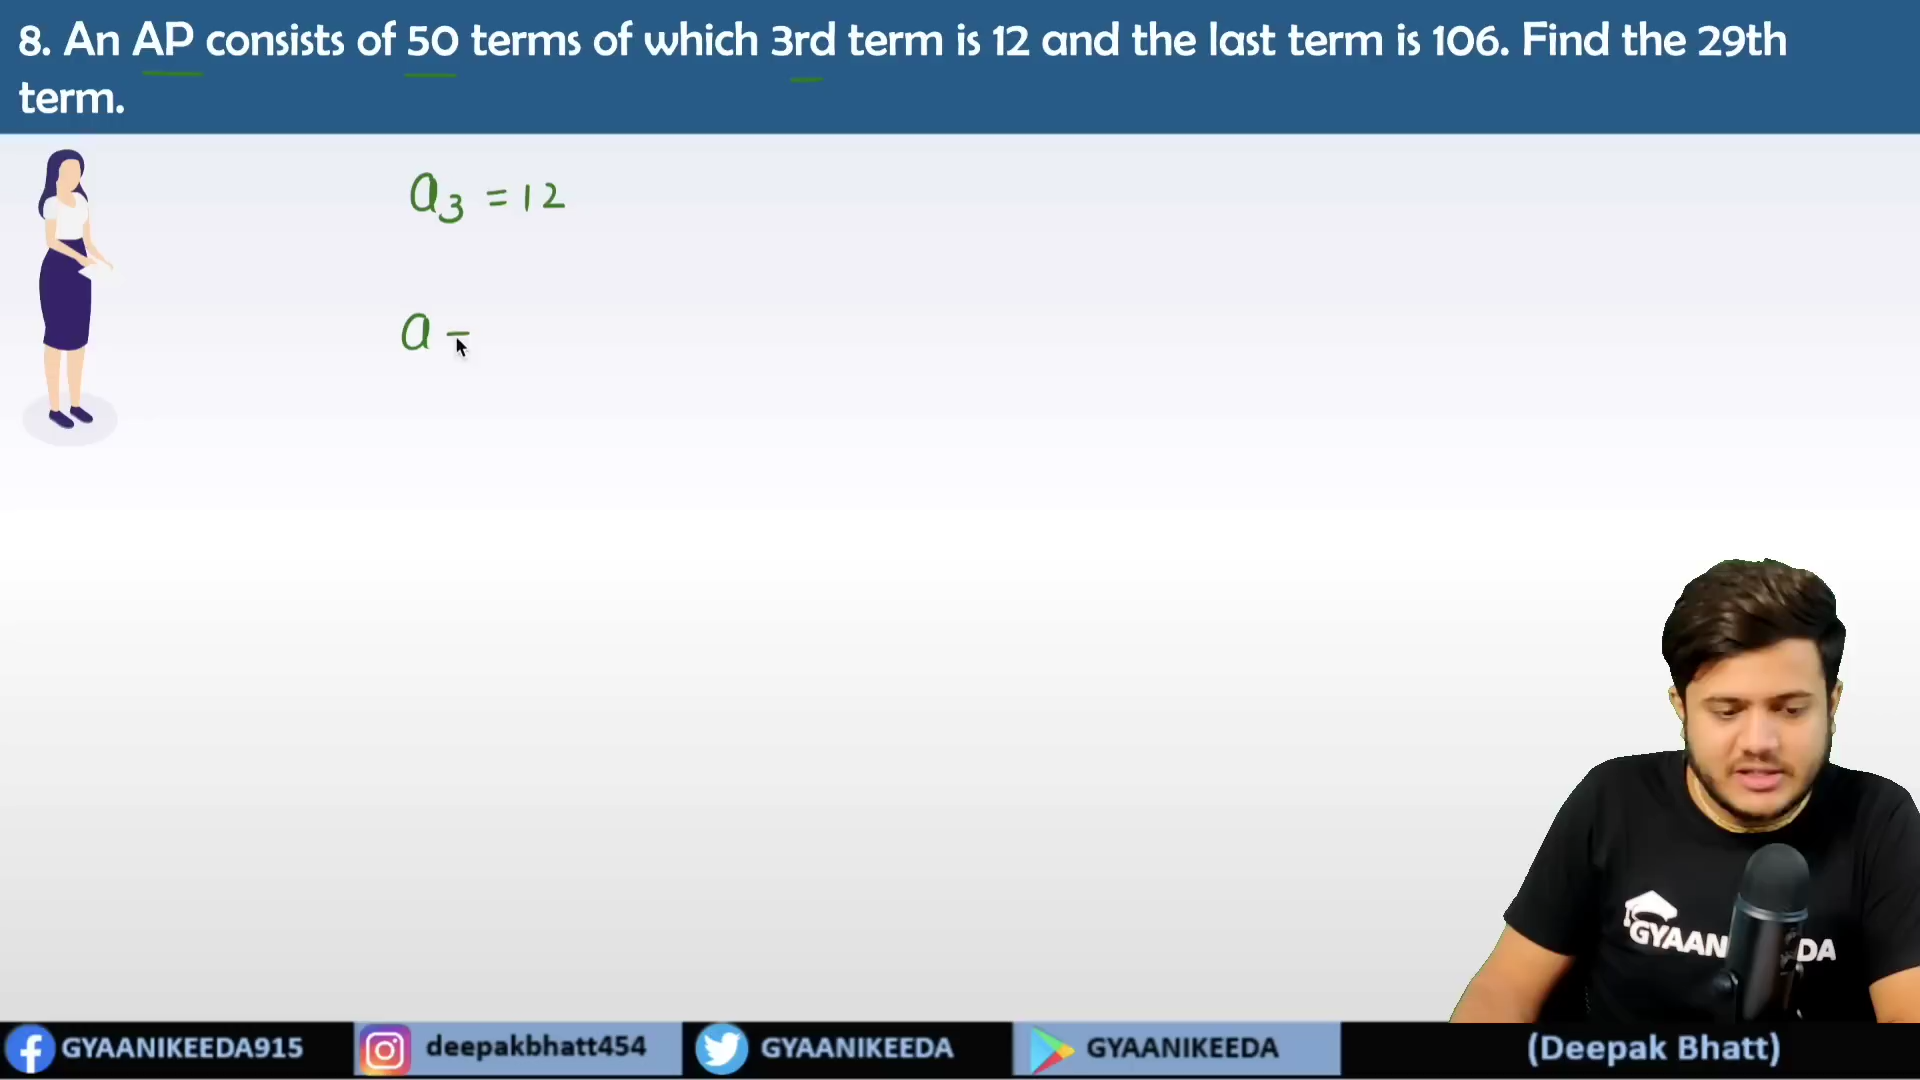 8. An AP consists of 50 terms of which 3rd term is 12 and the last term is 106. Find the 29th
term.
a₃ = 12
a =
GYAAN DA
GYAANIKEEDA915 deepakbhatt454 GYAANIKEEDA GYAANIKEEDA (Deepak Bhatt)